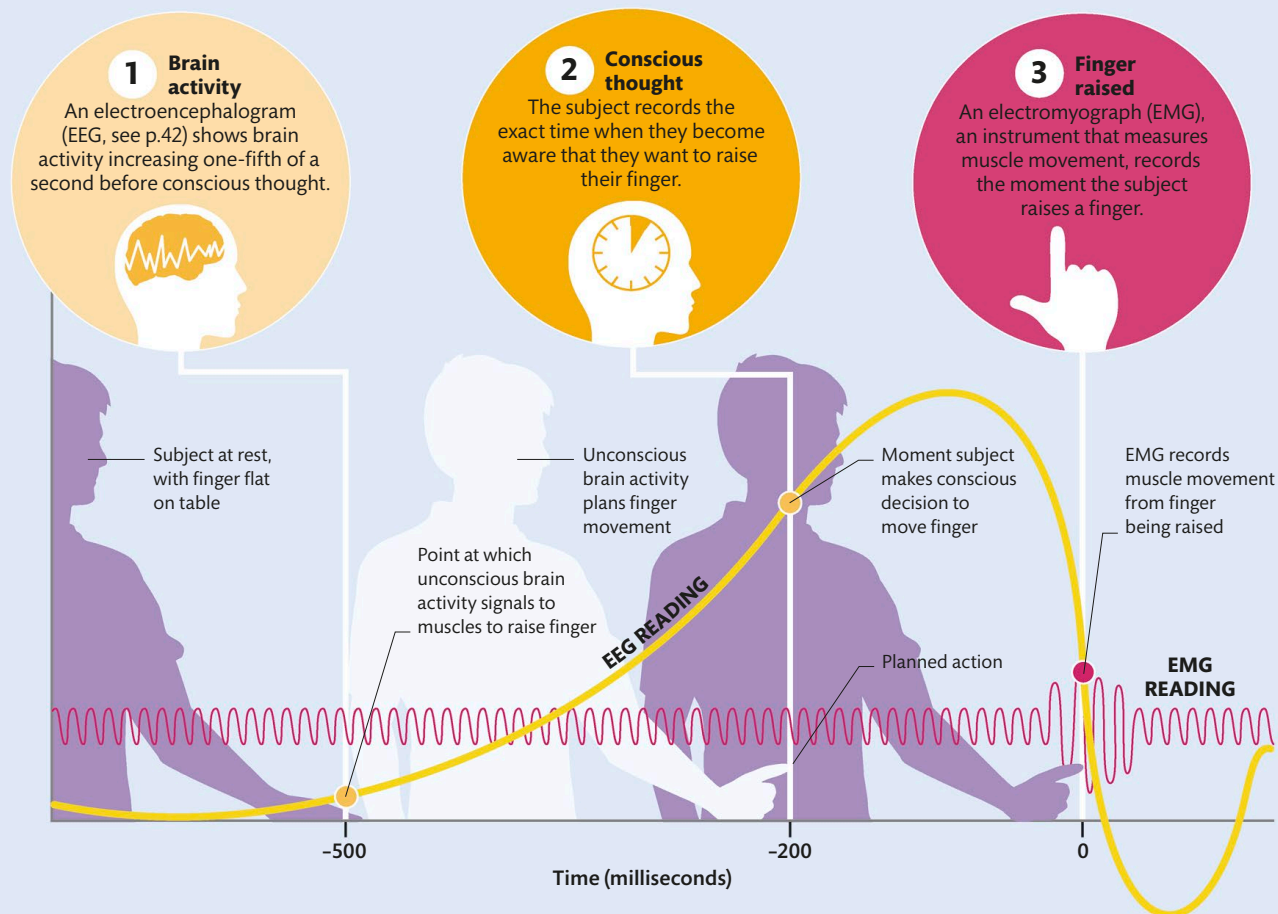 1 Brain
activity
An electroencephalogram
(EEG, see p.42) shows brain
activity increasing one-fifth of a
second before conscious thought.
2 Conscious
thought
The subject records the
exact time when they become
aware that they want to raise
their finger.
3 Finger
raised
An electromyograph (EMG),
an instrument that measures
muscle movement, records
the moment the subject
raises a finger.
Subject at rest,
with finger flat
on table
Point at which
unconscious brain
activity signals to
muscles to raise finger
Unconscious
brain activity
plans finger
movement
EEG READING
Moment subject
makes conscious
decision to
move finger
Planned action
EMG records
muscle movement
from finger
being raised
EMG
READING
–500
–200
0
Time (milliseconds)